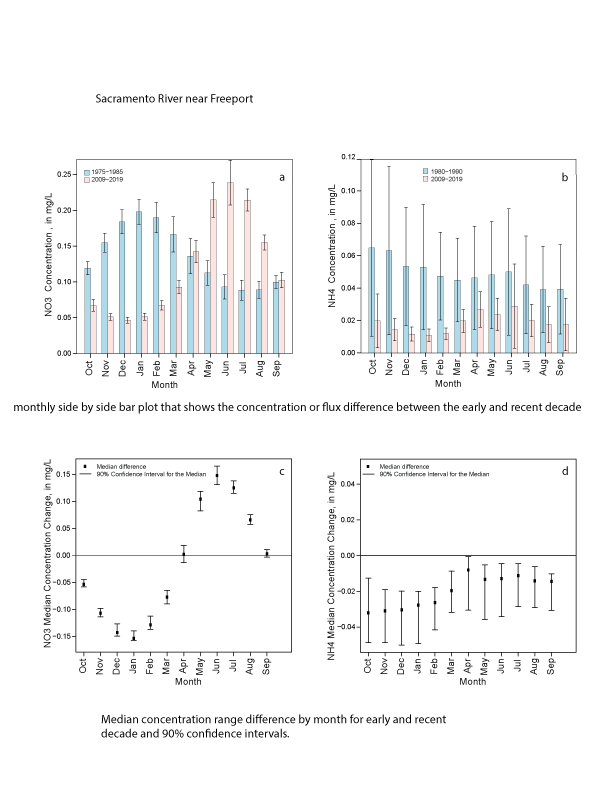 Sacramento River near Freeport
NO3 Concentration , in mg/L
0.25
0.20
0.15
0.10
0.05
0.00
1975−1985
2009−2019
a
Oct Nov Dec Jan Feb Mar Apr May Jun Jul Aug Sep
Month
NH4 Concentration , in mg/L
0.12
0.10
0.08
0.06
0.04
0.02
0.00
1980−1990
2009−2019
b
Oct Nov Dec Jan Feb Mar Apr May Jun Jul Aug Sep
Month
monthly side by side bar plot that shows the concentration or flux difference between the early and recent decade
NO3 Median Concentration Change, in mg/L
0.15
0.10
0.05
0.00
−0.05
−0.10
−0.15
Median difference
90% Confidence Interval for the Median
c
Oct Nov Dec Jan Feb Mar Apr May Jun Jul Aug Sep
Month
NH4 Median Concentration Change, in mg/L
0.04
0.02
0.00
−0.02
−0.04
Median difference
90% Confidence Interval for the Median
d
Oct Nov Dec Jan Feb Mar Apr May Jun Jul Aug Sep
Month
Median concentration range difference by month for early and recent
decade and 90% confidence intervals.